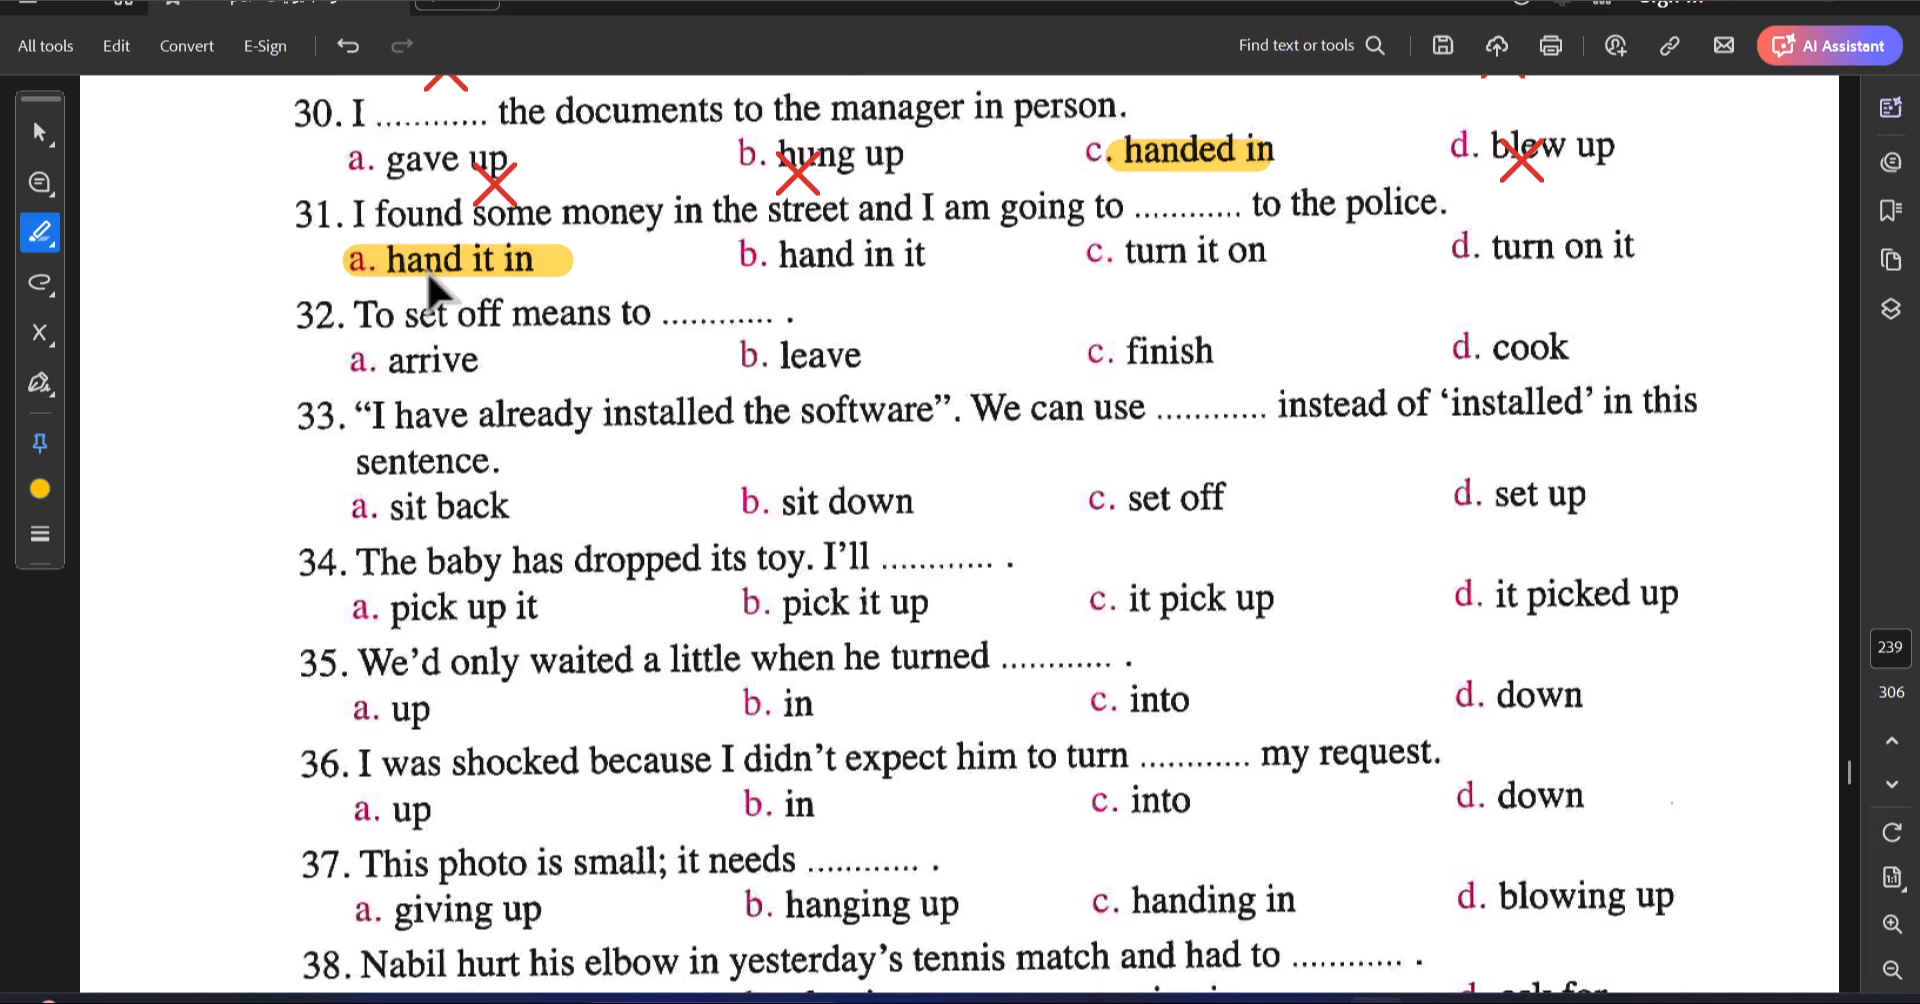 All tools Edit Convert E-Sign Find text or tools AI Assistant
30. I ............ the documents to the manager in person.
a. gave up b. hung up c. handed in d. blew up
31. I found some money in the street and I am going to ............ to the police.
a. hand it in b. hand in it c. turn it on d. turn on it
32. To set off means to ............ .
a. arrive b. leave c. finish d. cook
33. “I have already installed the software”. We can use ............ instead of ‘installed’ in this
sentence.
a. sit back b. sit down c. set off d. set up
34. The baby has dropped its toy. I’ll ............ .
a. pick up it b. pick it up c. it pick up d. it picked up
35. We’d only waited a little when he turned ............ .
a. up b. in c. into d. down
239
306
36. I was shocked because I didn’t expect him to turn ............ my request.
a. up b. in c. into d. down
37. This photo is small; it needs ............ .
a. giving up b. hanging up c. handing in d. blowing up
38. Nabil hurt his elbow in yesterday’s tennis match and had to ............ .